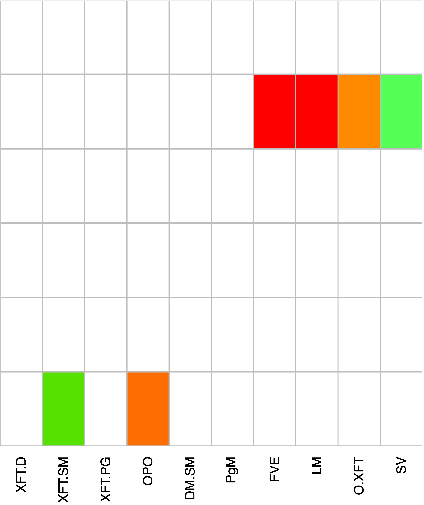 XFT.D
XFT.SM
XFT.PG
OPO
DM.SM
PgM
FVE
LM
O.XFT
SV